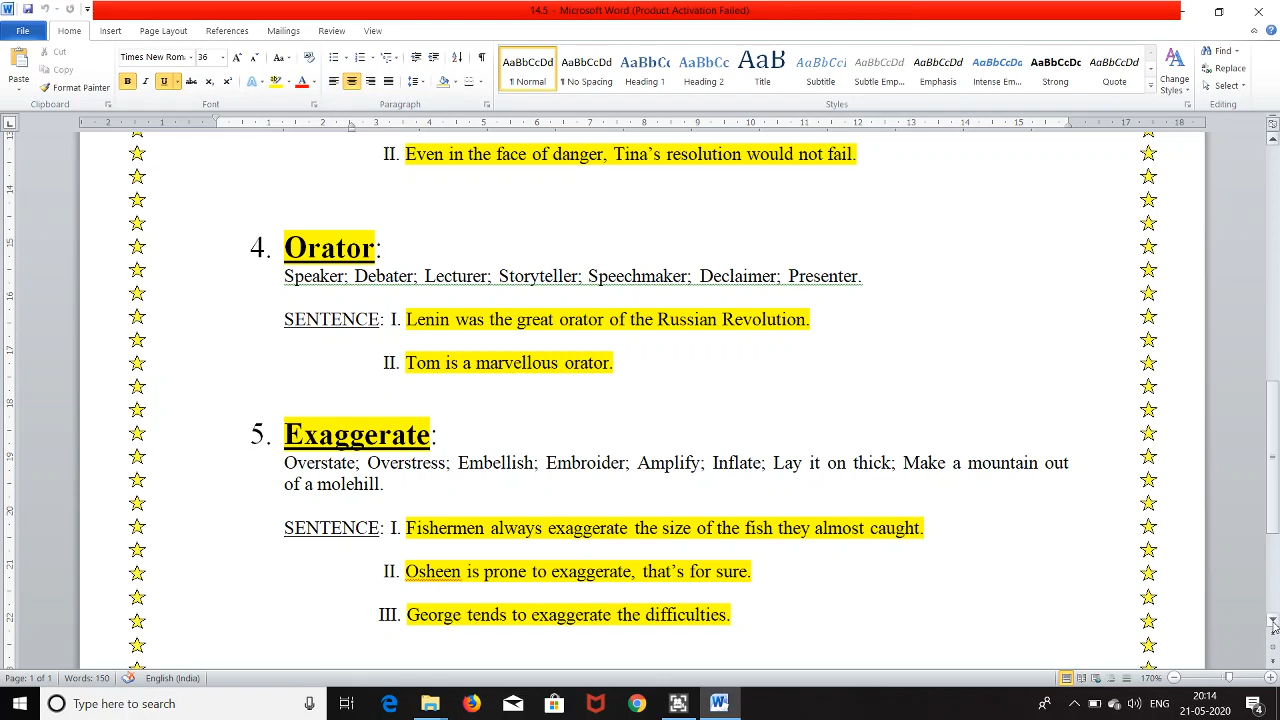 14.5 - Microsoft Word (Product Activation Failed)
File Home Insert Page Layout References Mailings Review View
Cut
Copy
Format Painter
Paste
Clipboard
Times New Rom 36
Font
Paragraph
AaBbCcDd AaBbCcDd AaBbC AaBbCc AaB AaBbCcl AaBbCcDd AaBbCcDd AaBbCcDd AaBbCcDd
¶ Normal ¶ No Spacing Heading 1 Heading 2 Title Subtitle Subtle Em... Emphasis Intense Em... Strong Quote
Styles
Change Styles
Find
Replace
Select
Editing
II. Even in the face of danger, Tina's resolution would not fail.
4. Orator:
Speaker; Debater; Lecturer; Storyteller; Speechmaker; Declaimer; Presenter.
SENTENCE: I. Lenin was the great orator of the Russian Revolution.
II. Tom is a marvellous orator.
5. Exaggerate:
Overstate; Overstress; Embellish; Embroider; Amplify; Inflate; Lay it on thick; Make a mountain out
of a molehill.
SENTENCE: I. Fishermen always exaggerate the size of the fish they almost caught.
II. Osheen is prone to exaggerate, that's for sure.
III. George tends to exaggerate the difficulties.
Page: 1 of 1 Words: 150 English (India) 170%
Type here to search
ENG
20:14
21-05-2020